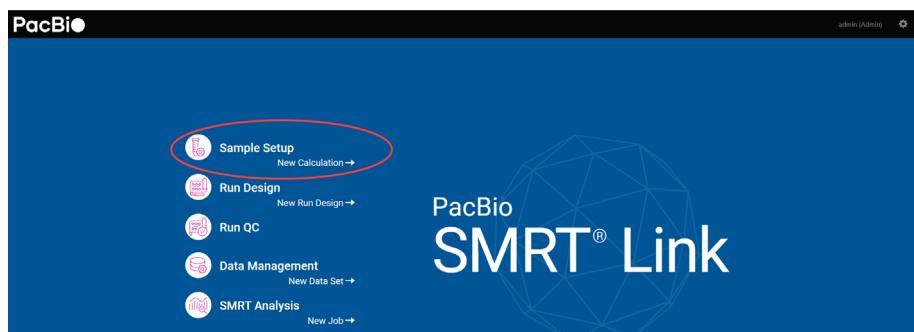 PacBio
admin (Admin)
Sample Setup
New Calculation →
Run Design
New Run Design →
Run QC
Data Management
New Data Set →
SMRT Analysis
New Job →
PacBio
SMRT® Link